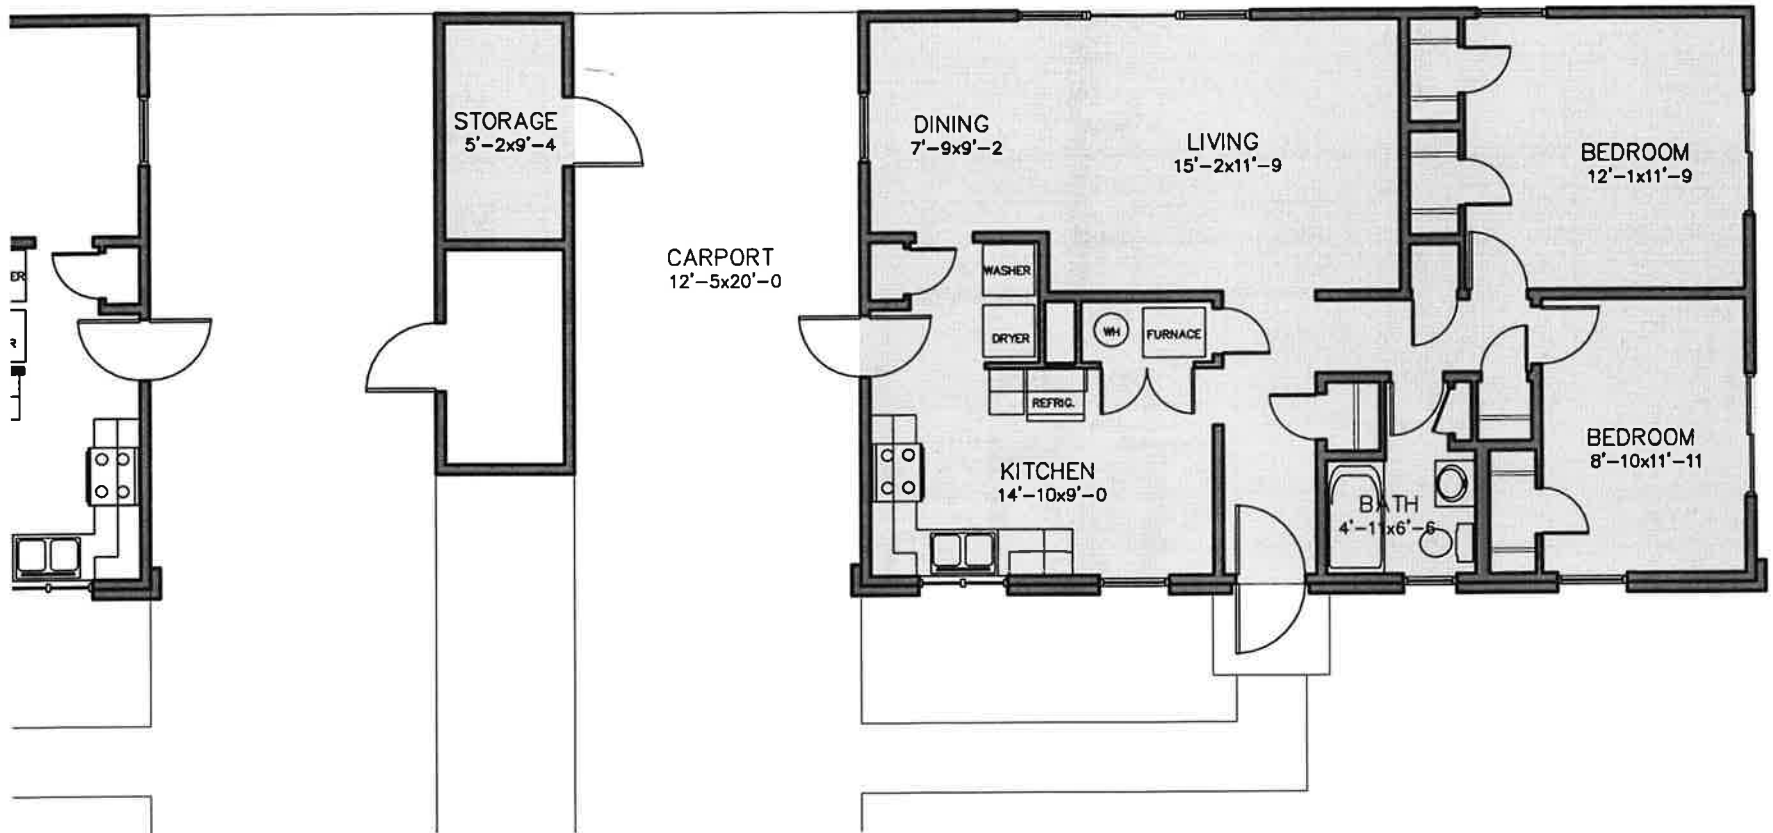 STORAGE
5'-2x9'-4
DINING
7'-9x9'-2
LIVING
15'-2x11'-9
BEDROOM
12'-1x11'-9
CARPORT
12'-5x20'-0
WASHER
DRYER
WH
FURNACE
REFRIG.
KITCHEN
14'-10x9'-0
BATH
4'-11x6'-6
BEDROOM
8'-10x11'-11
ER
R